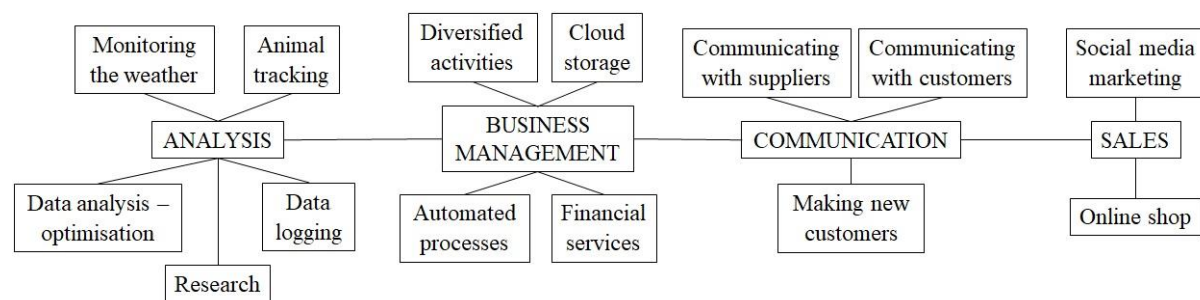 Monitoring
the weather
Animal
tracking
Diversified
activities
Cloud
storage
Communicating
with suppliers
Communicating
with customers
Social media
marketing
ANALYSIS
BUSINESS
MANAGEMENT
COMMUNICATION
SALES
Data analysis –
optimisation
Data
logging
Research
Automated
processes
Financial
services
Making new
customers
Online shop